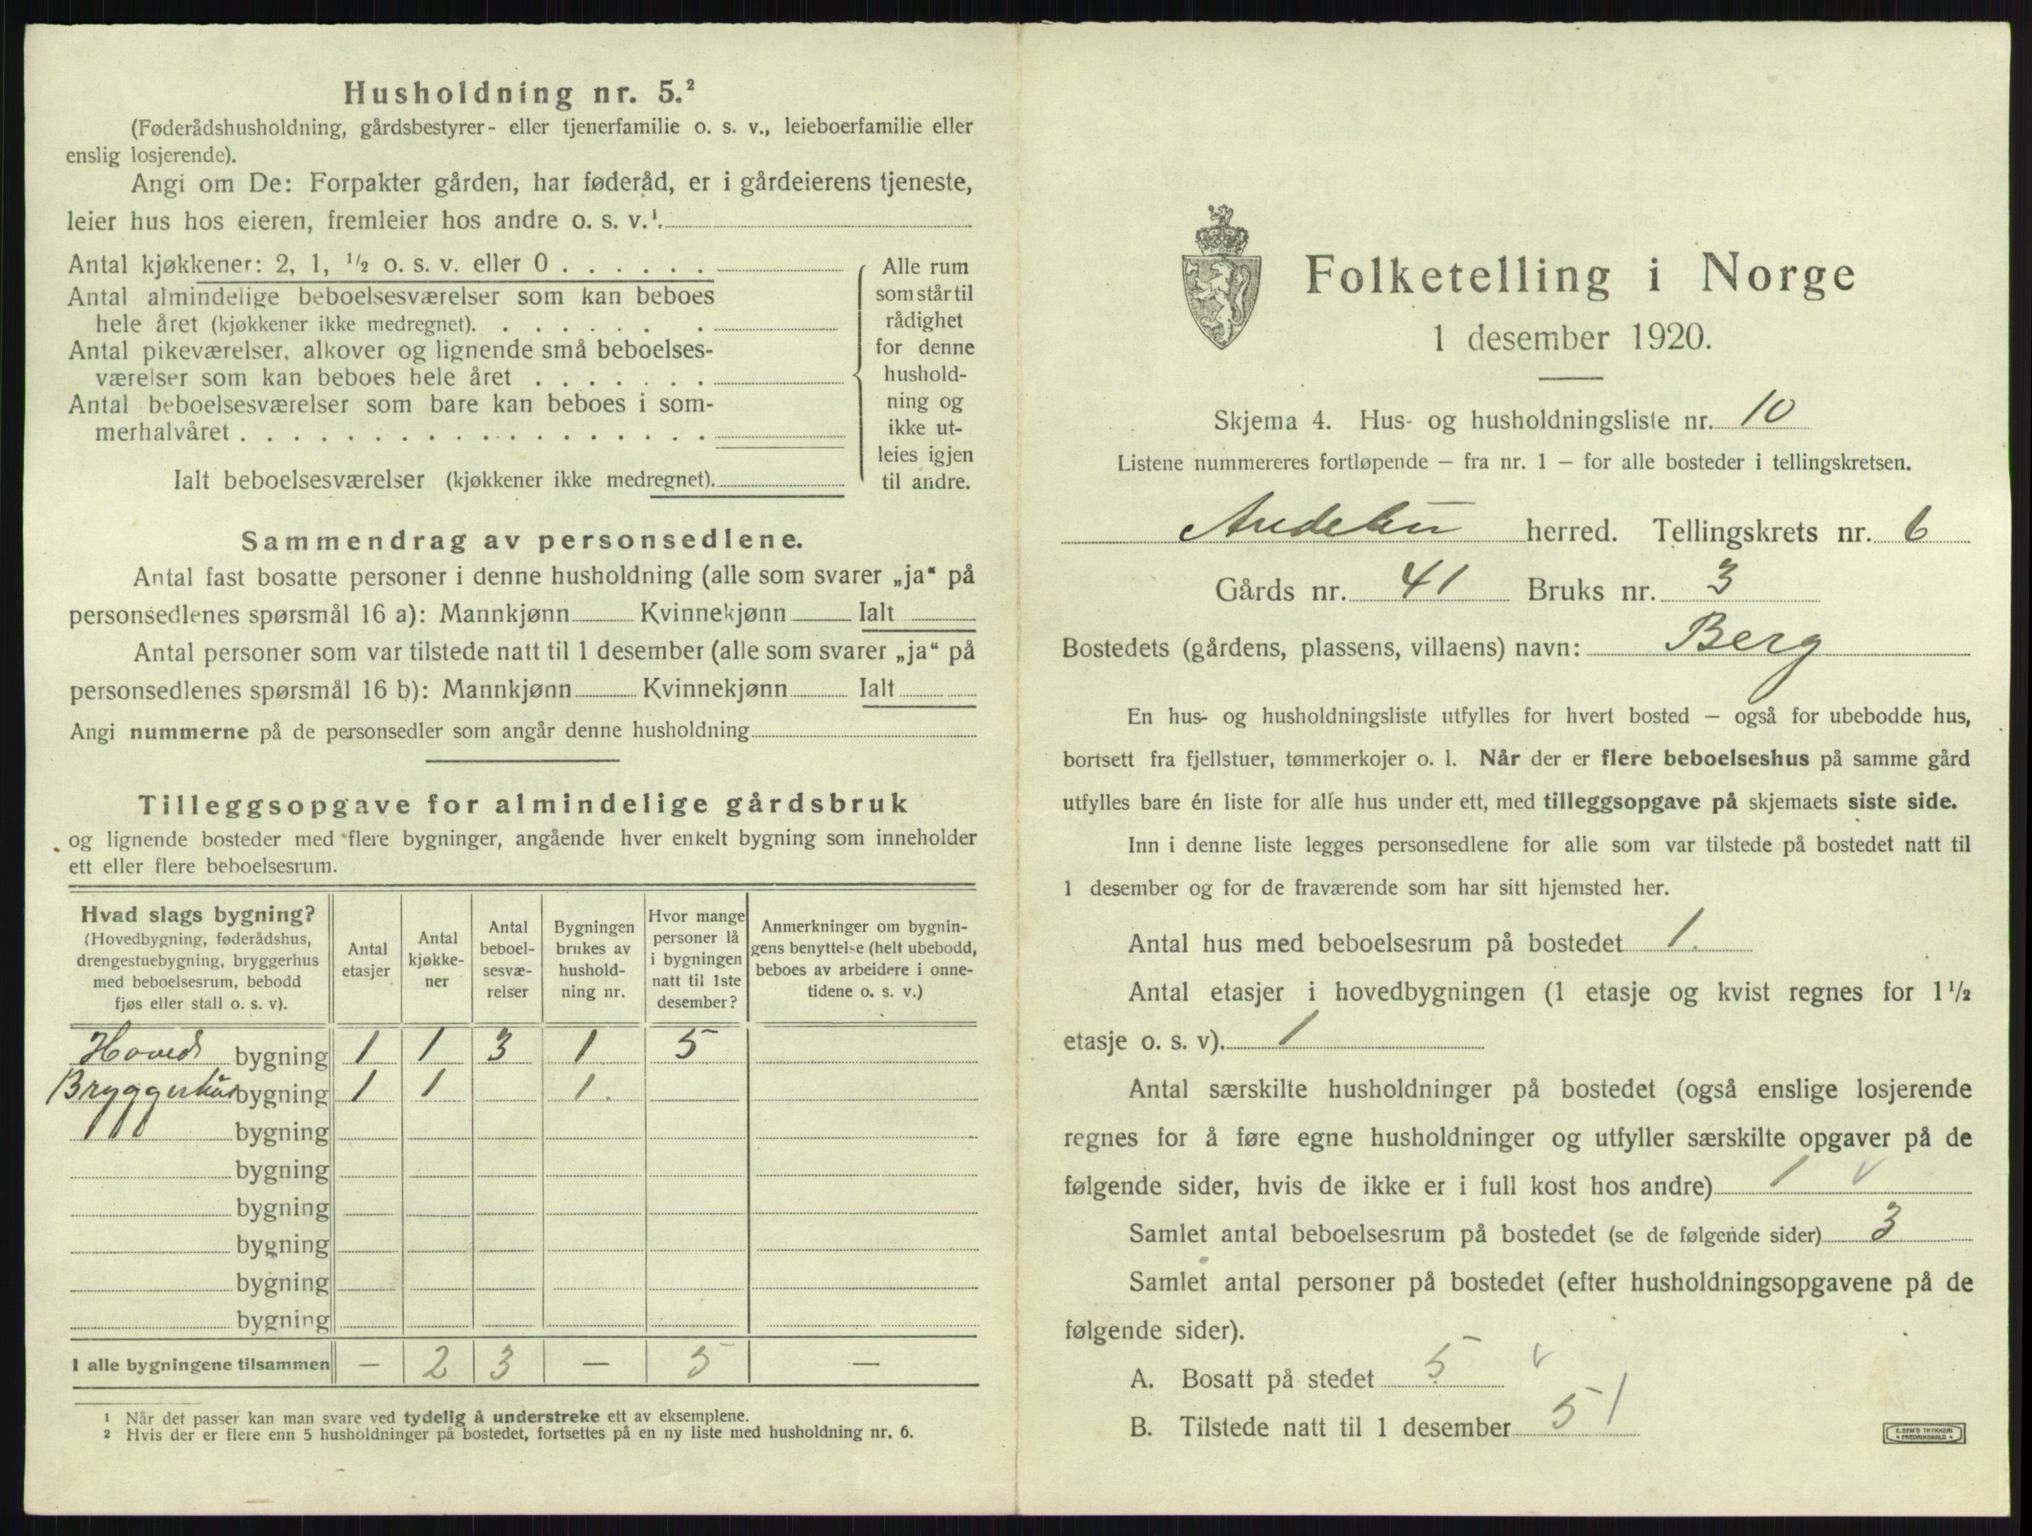 Husholdning nr. 5.²
(Føderådshusholdning, gårdsbestyrer- eller tjenerfamilie o. s. v., leieboerfamilie eller
enslig losjerende).
Angi om De: Forpakter gården, har føderåd, er i gårdeierens tjeneste,
leier hus hos eieren, fremleier hos andre o. s. v.¹
Antal kjøkkener: 2, 1, ½ o. s. v. eller 0
Antal almindelige beboelsesværelser som kan beboes
hele året (kjøkkener ikke medregnet).
Antal pikeværelser, alkover og lignende små beboelses-
værelser som kan beboes hele året
Antal beboelsesværelser som bare kan beboes i som-
merhalvåret
Ialt beboelsesværelser (kjøkkener ikke medregnet).
Alle rum
som står til
rådighet
for denne
hushold-
ning og
ikke ut-
leies igjen
til andre.
Sammendrag av personsedlene.
Antal fast bosatte personer i denne husholdning (alle som svarer „ja“ på
personsedlenes spørsmål 16 a): Mannkjønn Kvinnekjønn Ialt
Antal personer som var tilstede natt til 1 desember (alle som svarer „ja“ på
personsedlenes spørsmål 16 b): Mannkjønn Kvinnekjønn Ialt
Angi nummerne på de personsedler som angår denne husholdning
Tilleggsopgave for almindelige gårdsbruk
og lignende bosteder med flere bygninger, angående hver enkelt bygning som inneholder
ett eller flere beboelsesrum.
Hvad slags bygning?
(Hovedbygning, føderådshus,
drengestuebygning, bryggerhus
med beboelsesrum, bebodd
fjøs eller stall o. s. v).
Antal
etasjer
Antal
kjøkke-
ner
Antal
beboel-
sesvæ-
relser
Bygningen
brukes av
hushold-
ning nr.
Hvor mange
personer lå
i bygningen
natt til 1ste
desember?
Anmerkninger om bygnin-
gens benyttelse (helt ubebodd,
beboes av arbeidere i onne-
tidene o. s. v.)
Hoved bygning 1 1 3 1 5
Bryggerhus bygning 1 1 1.
bygning
bygning
bygning
bygning
bygning
bygning
I alle bygningene tilsammen — 2 3 — 5 —
1 Når det passer kan man svare ved tydelig å understreke ett av eksemplene.
2 Hvis der er flere enn 5 husholdninger på bostedet, fortsettes på en ny liste med husholdning nr. 6.
Folketelling i Norge
1 desember 1920.
Skjema 4. Hus- og husholdningsliste nr. 10
Listene nummereres fortløpende — fra nr. 1 — for alle bosteder i tellingskretsen.
Andebu herred. Tellingskrets nr. 6
Gårds nr. 41 Bruks nr. 3
Bostedets (gårdens, plassens, villaens) navn: Berg
En hus- og husholdningsliste utfylles for hvert bosted — også for ubebodde hus,
bortsett fra fjellstuer, tømmerkojer o. l. Når der er flere beboelseshus på samme gård
utfylles bare én liste for alle hus under ett, med tilleggsopgave på skjemaets siste side.
Inn i denne liste legges personsedlene for alle som var tilstede på bostedet natt til
1 desember og for de fraværende som har sitt hjemsted her.
Antal hus med beboelsesrum på bostedet 1.
Antal etasjer i hovedbygningen (1 etasje og kvist regnes for 1½
etasje o. s. v). 1
Antal særskilte husholdninger på bostedet (også enslige losjerende
regnes for å føre egne husholdninger og utfyller særskilte opgaver på de
følgende sider, hvis de ikke er i full kost hos andre) 1 v
Samlet antal beboelsesrum på bostedet (se de følgende sider) 3
Samlet antal personer på bostedet (efter husholdningsopgavene på de
følgende sider).
A. Bosatt på stedet 5 v
B. Tilstede natt til 1 desember 5 /
E. SEM'S TRYKKERI
FREDRIKSHALD